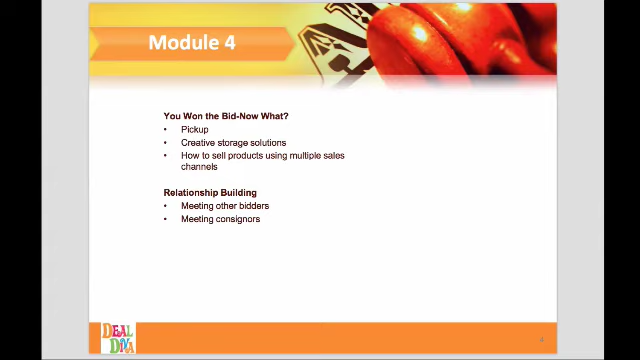 Module 4
You Won the Bid-Now What?
• Pickup
• Creative storage solutions
• How to sell products using multiple sales
channels
Relationship Building
• Meeting other bidders
• Meeting consignors
DEAL
DIVA
4